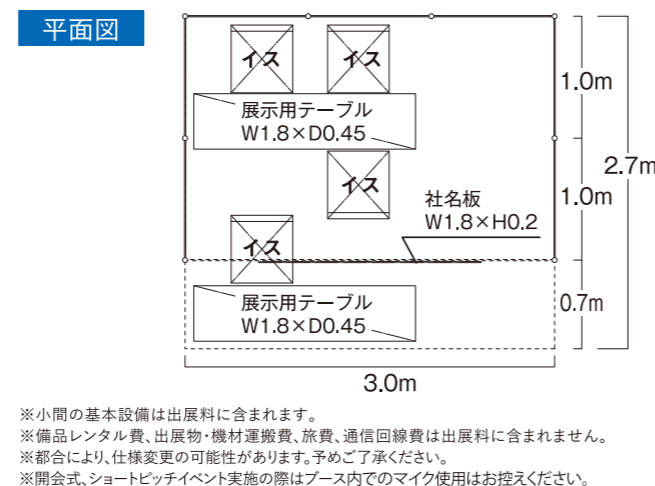 平面図
イス
イス
1.0m
展示用テーブル
W1.8×D0.45
2.7m
イス
社名板
W1.8×H0.2
1.0m
イス
展示用テーブル
W1.8×D0.45
0.7m
3.0m
※小間の基本設備は出展料に含まれます。
※備品レンタル費、出展物・機材運搬費、旅費、通信回線費は出展料に含まれません。
※都合により、仕様変更の可能性があります。予めご了承ください。
※開会式、ショートピッチイベント実施の際はブース内でのマイク使用はお控えください。